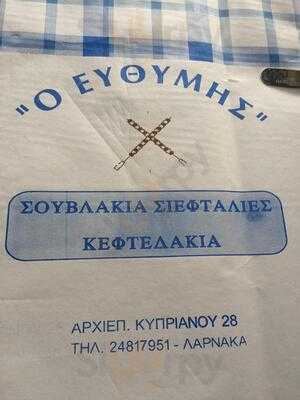 "Ο ΕΥΘΥΜΗΣ"
ΣΟΥΒΛΑΚΙΑ ΣΙΕΦΤΑΛΙΕΣ
ΚΕΦΤΕΔΑΚΙΑ
ΑΡΧΙΕΠ. ΚΥΠΡΙΑΝΟΥ 28
ΤΗΛ. 24817951 - ΛΑΡΝΑΚΑ